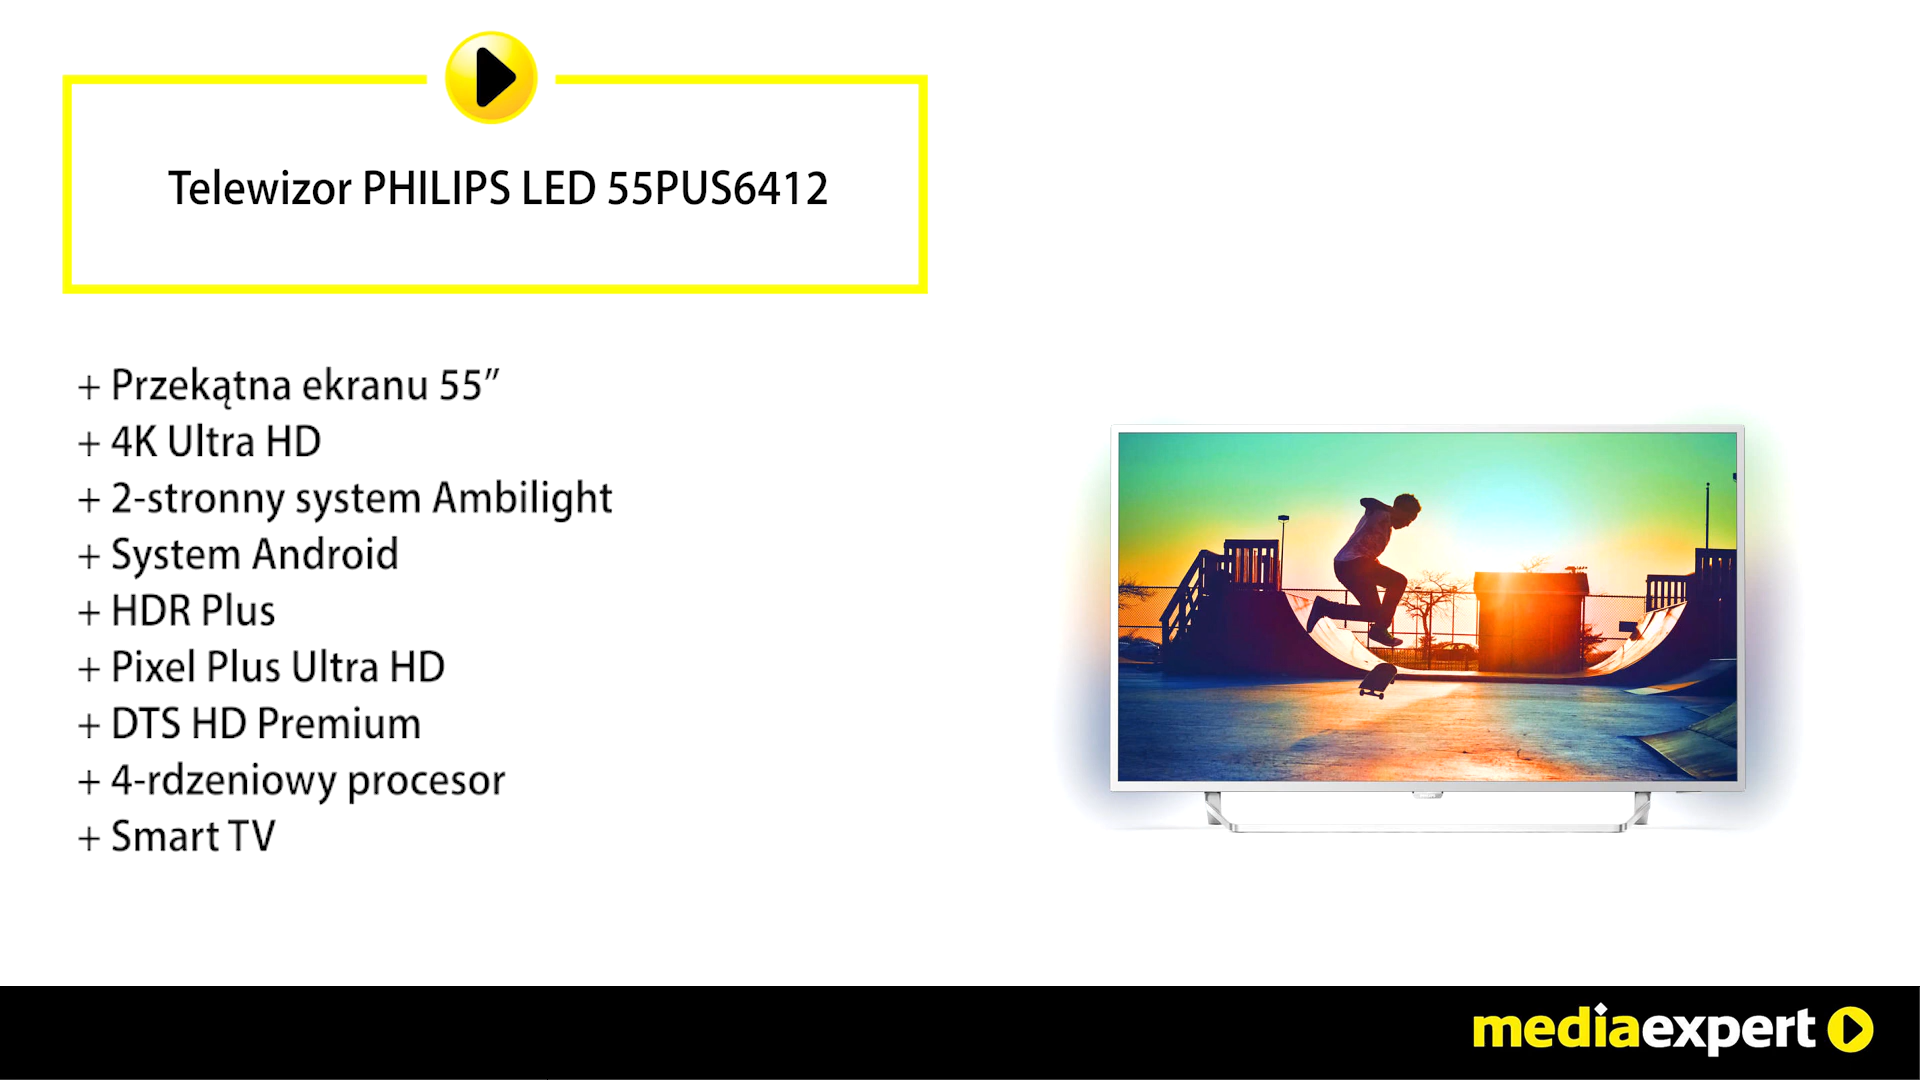 Telewizor PHILIPS LED 55PUS6412
+ Przekątna ekranu 55”
+ 4K Ultra HD
+ 2-stronny system Ambilight
+ System Android
+ HDR Plus
+ Pixel Plus Ultra HD
+ DTS HD Premium
+ 4-rdzeniowy procesor
+ Smart TV
mediaexpert